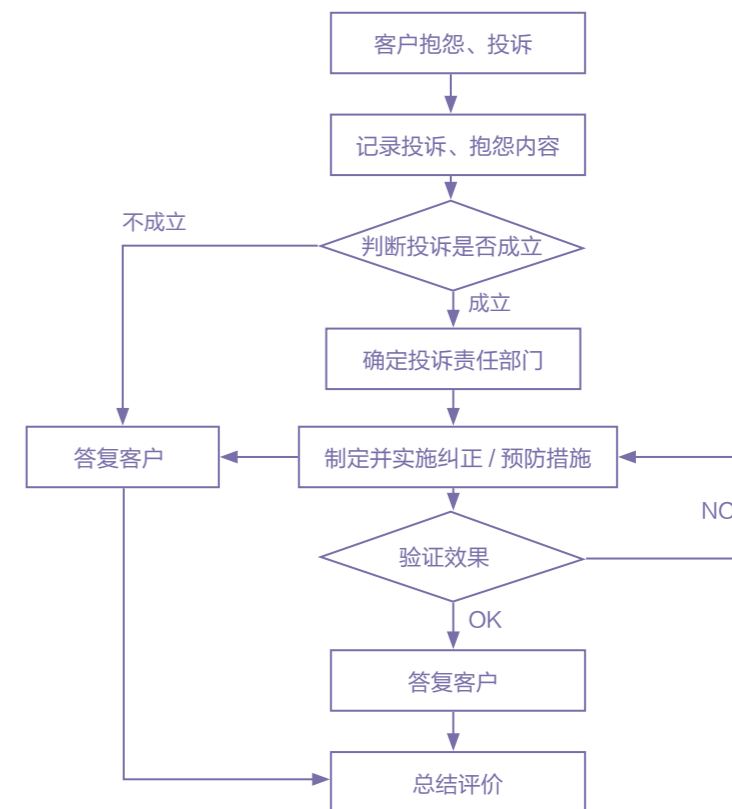 客户抱怨、投诉
记录投诉、抱怨内容
不成立
判断投诉是否成立
成立
确定投诉责任部门
答复客户
制定并实施纠正 / 预防措施
NO
验证效果
OK
答复客户
总结评价